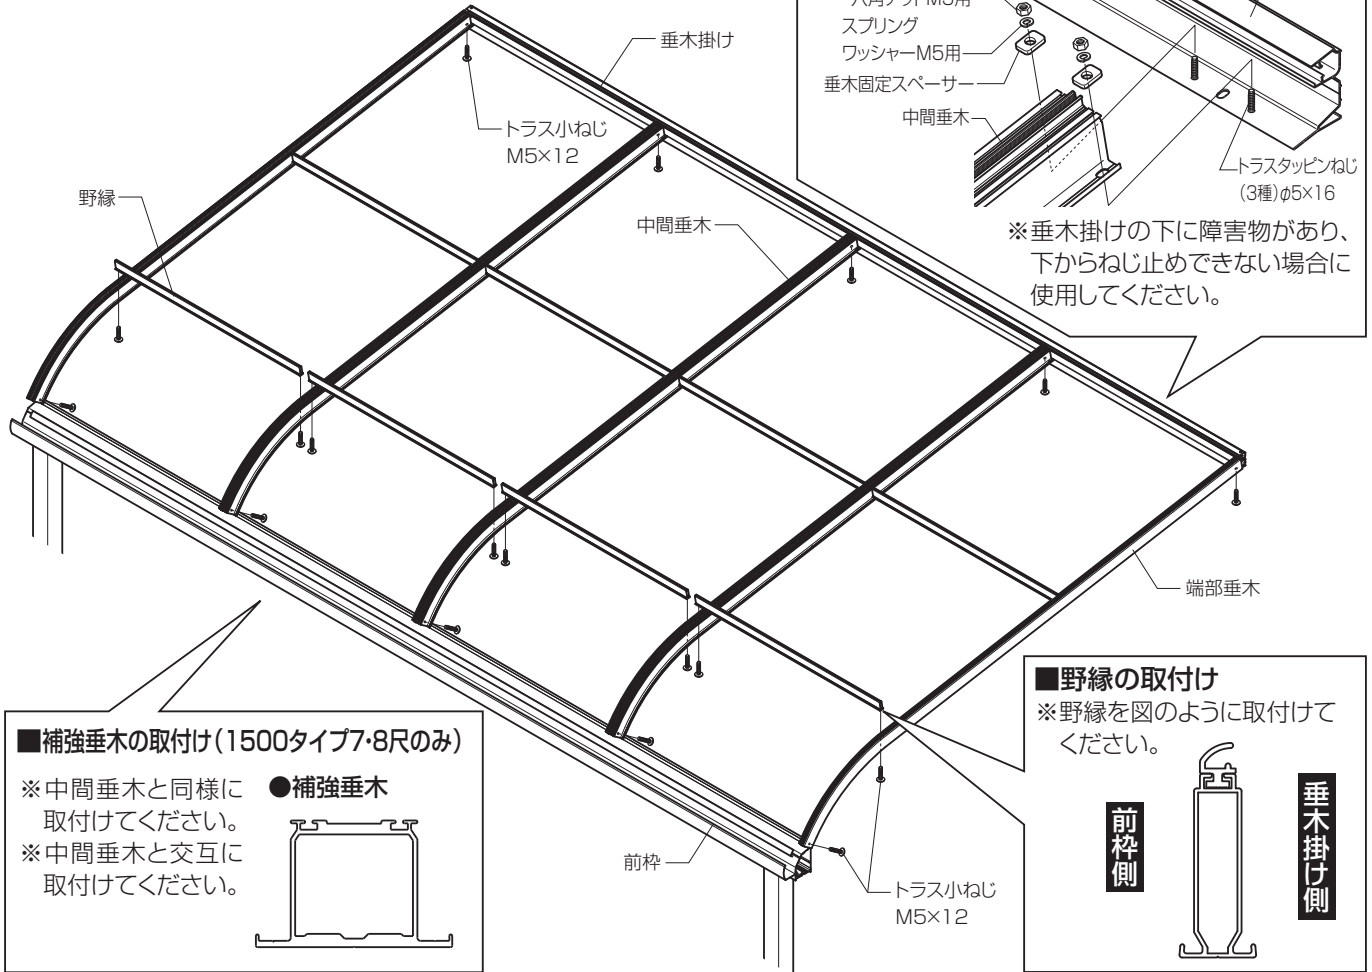 スプリング
ワッシャーM5用
垂木固定スペーサー
中間垂木
トラスタッピンねじ
(3種)φ5×16
※垂木掛けの下に障害物があり、
下からねじ止めできない場合に
使用してください。
垂木掛け
トラス小ねじ
M5×12
野縁
中間垂木
端部垂木
前枠
トラス小ねじ
M5×12
■補強垂木の取付け(1500タイプ7・8尺のみ)
※中間垂木と同様に
取付けてください。
※中間垂木と交互に
取付けてください。
●補強垂木
■野縁の取付け
※野縁を図のように取付けて
ください。
前枠側
垂木掛け側